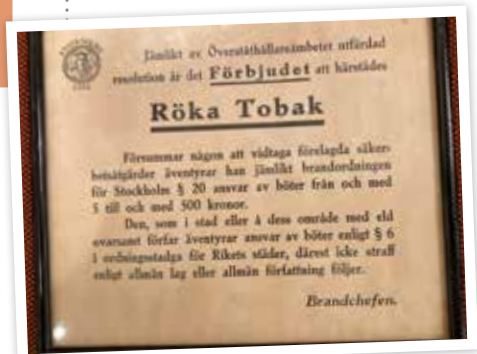 Jämlikt av Överståthållareämbetet utfärdad
resolution är det Förbjudet att härstädes
Röka Tobak
Försummar någon att vidtaga förelagda säker-
hetsåtgärder äventyrar han jämlikt brandordningen
för Stockholm § 20 ansvar av böter från och med
5 till och med 500 kronor.
Den, som i stad eller å dess område med eld
ovarsamt förfar äventyrar ansvar av böter enligt § 6
i ordningsstadga för Rikets städer, därest icke straff
enligt allmän lag eller allmän författning följer.
Brandchefen.